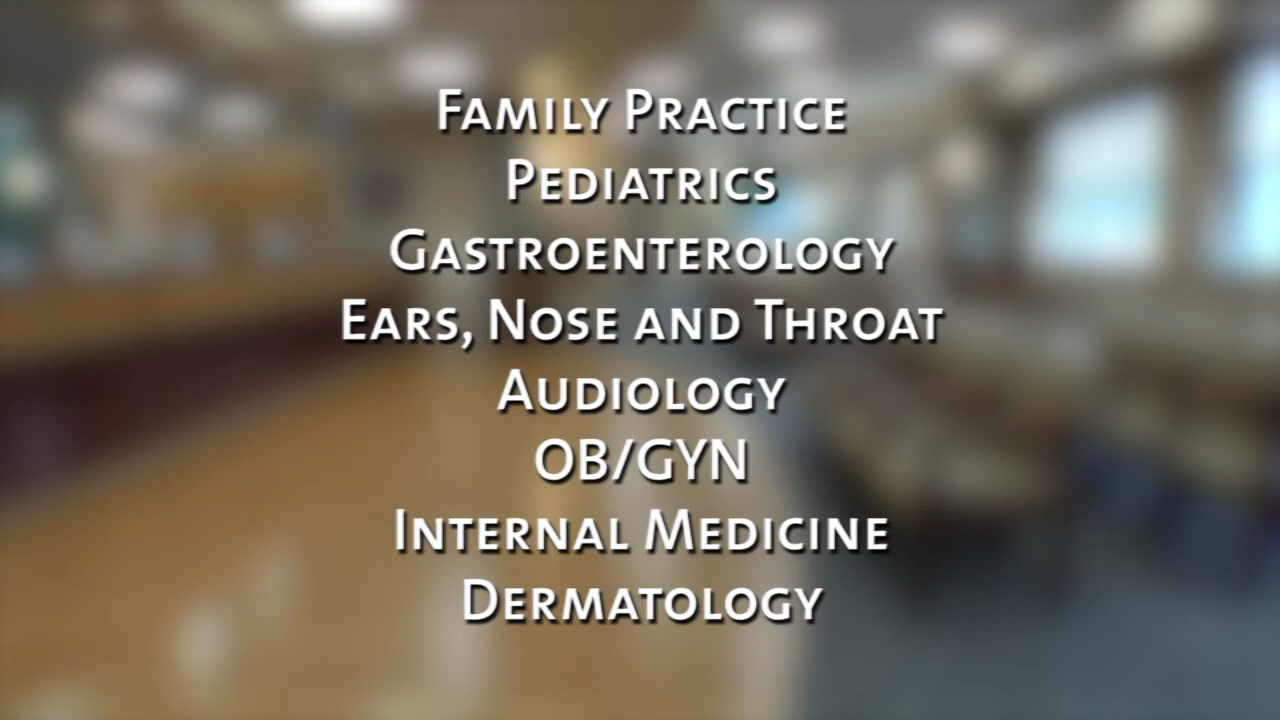 Family Practice
Pediatrics
Gastroenterology
Ears, Nose and Throat
Audiology
OB/GYN
Internal Medicine
Dermatology